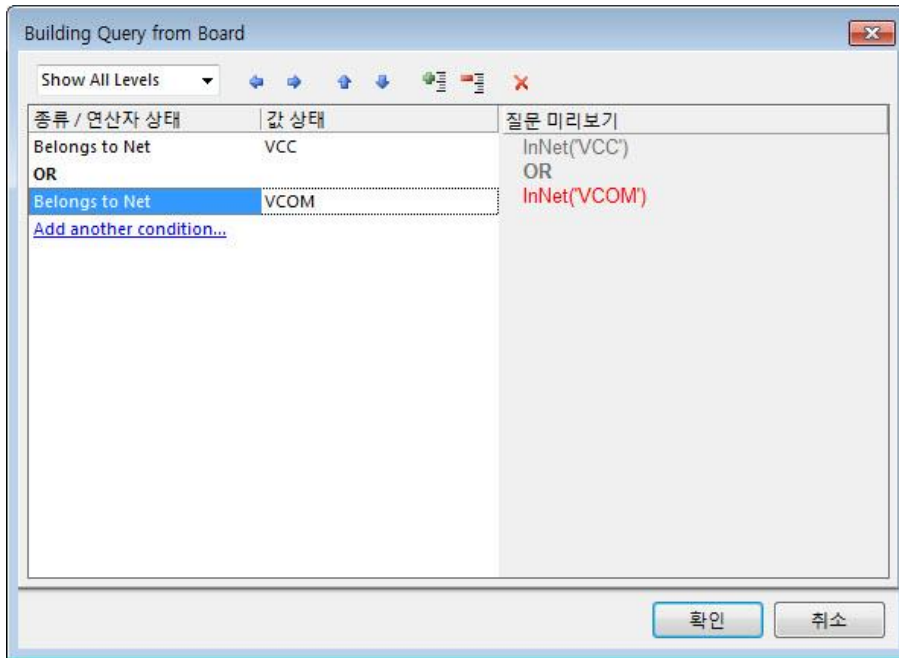 Building Query from Board
Show All Levels
종류 / 연산자 상태 값 상태 질문 미리보기
Belongs to Net VCC InNet('VCC')
OR OR
Belongs to Net VCOM InNet('VCOM')
Add another condition...
확인 취소